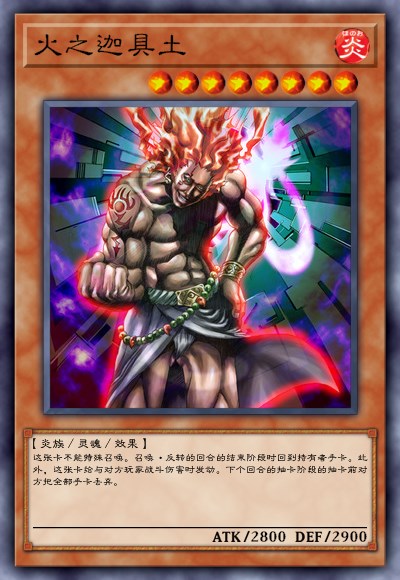 火之迦具土
ほのお
炎
【炎族／灵魂／效果】
这张卡不能特殊召唤。召唤·反转的回合的结束阶段时回到持有者手卡。此
外，这张卡给与对方玩家战斗伤害时发动。下个回合的抽卡阶段的抽卡前对
方把全部手卡丢弃。
ATK/2800 DEF/2900